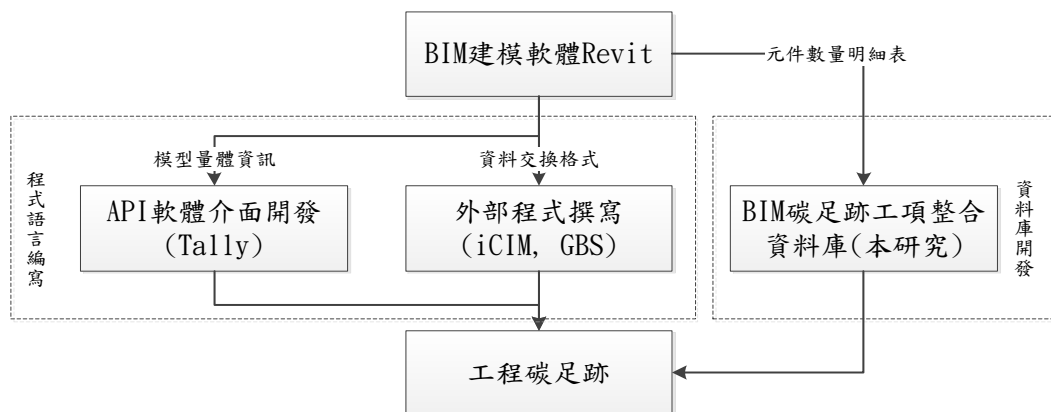 BIM建模軟體Revit
元件數量明細表
程式語言編寫
模型量體資訊
資料交換格式
API軟體介面開發
(Tally)
外部程式撰寫
(iCIM, GBS)
BIM碳足跡工項整合
資料庫(本研究)
資料庫開發
工程碳足跡